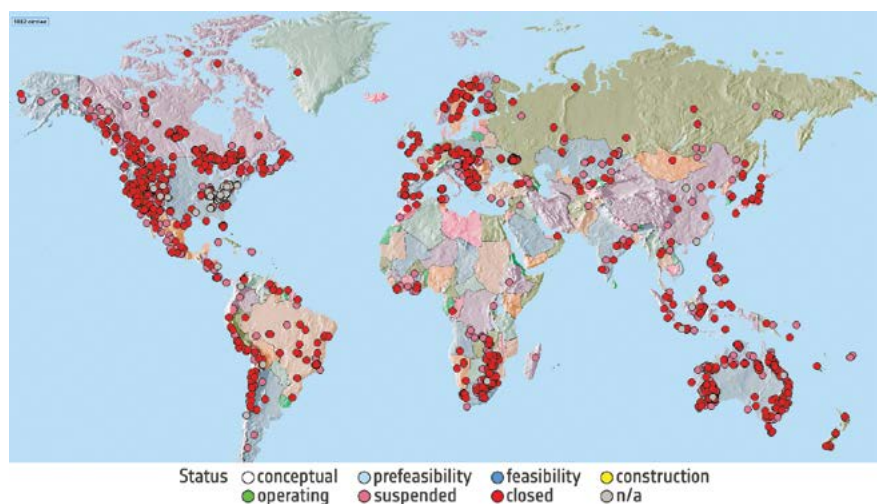 Status conceptual prefeasibility feasibility construction
operating suspended closed n/a